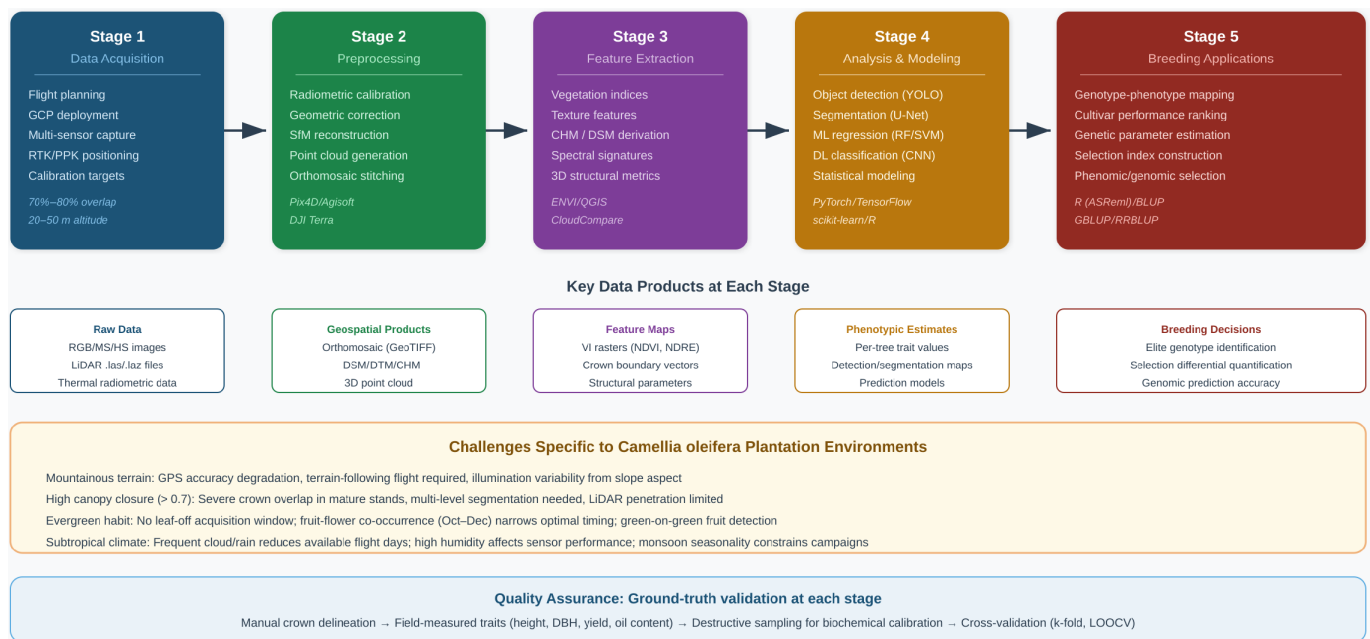 Stage 1
Data Acquisition
Flight planning
GCP deployment
Multi-sensor capture
RTK/PPK positioning
Calibration targets
70%–80% overlap
20–50 m altitude
Stage 2
Preprocessing
Radiometric calibration
Geometric correction
SfM reconstruction
Point cloud generation
Orthomosaic stitching
Pix4D/Agisoft
DJI Terra
Stage 3
Feature Extraction
Vegetation indices
Texture features
CHM / DSM derivation
Spectral signatures
3D structural metrics
ENVI/QGIS
CloudCompare
Stage 4
Analysis & Modeling
Object detection (YOLO)
Segmentation (U-Net)
ML regression (RF/SVM)
DL classification (CNN)
Statistical modeling
PyTorch/TensorFlow
scikit-learn/R
Stage 5
Breeding Applications
Genotype-phenotype mapping
Cultivar performance ranking
Genetic parameter estimation
Selection index construction
Phenomic/genomic selection
R (ASReml)/BLUP
GBLUP/RRBLUP
Key Data Products at Each Stage
Raw Data
RGB/MS/HS images
LiDAR .las/.laz files
Thermal radiometric data
Geospatial Products
Orthomosaic (GeoTIFF)
DSM/DTM/CHM
3D point cloud
Feature Maps
VI rasters (NDVI, NDRE)
Crown boundary vectors
Structural parameters
Phenotypic Estimates
Per-tree trait values
Detection/segmentation maps
Prediction models
Breeding Decisions
Elite genotype identification
Selection differential quantification
Genomic prediction accuracy
Challenges Specific to Camellia oleifera Plantation Environments
Mountainous terrain: GPS accuracy degradation, terrain-following flight required, illumination variability from slope aspect
High canopy closure (> 0.7): Severe crown overlap in mature stands, multi-level segmentation needed, LiDAR penetration limited
Evergreen habit: No leaf-off acquisition window; fruit-flower co-occurrence (Oct–Dec) narrows optimal timing; green-on-green fruit detection
Subtropical climate: Frequent cloud/rain reduces available flight days; high humidity affects sensor performance; monsoon seasonality constrains campaigns
Quality Assurance: Ground-truth validation at each stage
Manual crown delineation → Field-measured traits (height, DBH, yield, oil content) → Destructive sampling for biochemical calibration → Cross-validation (k-fold, LOOCV)